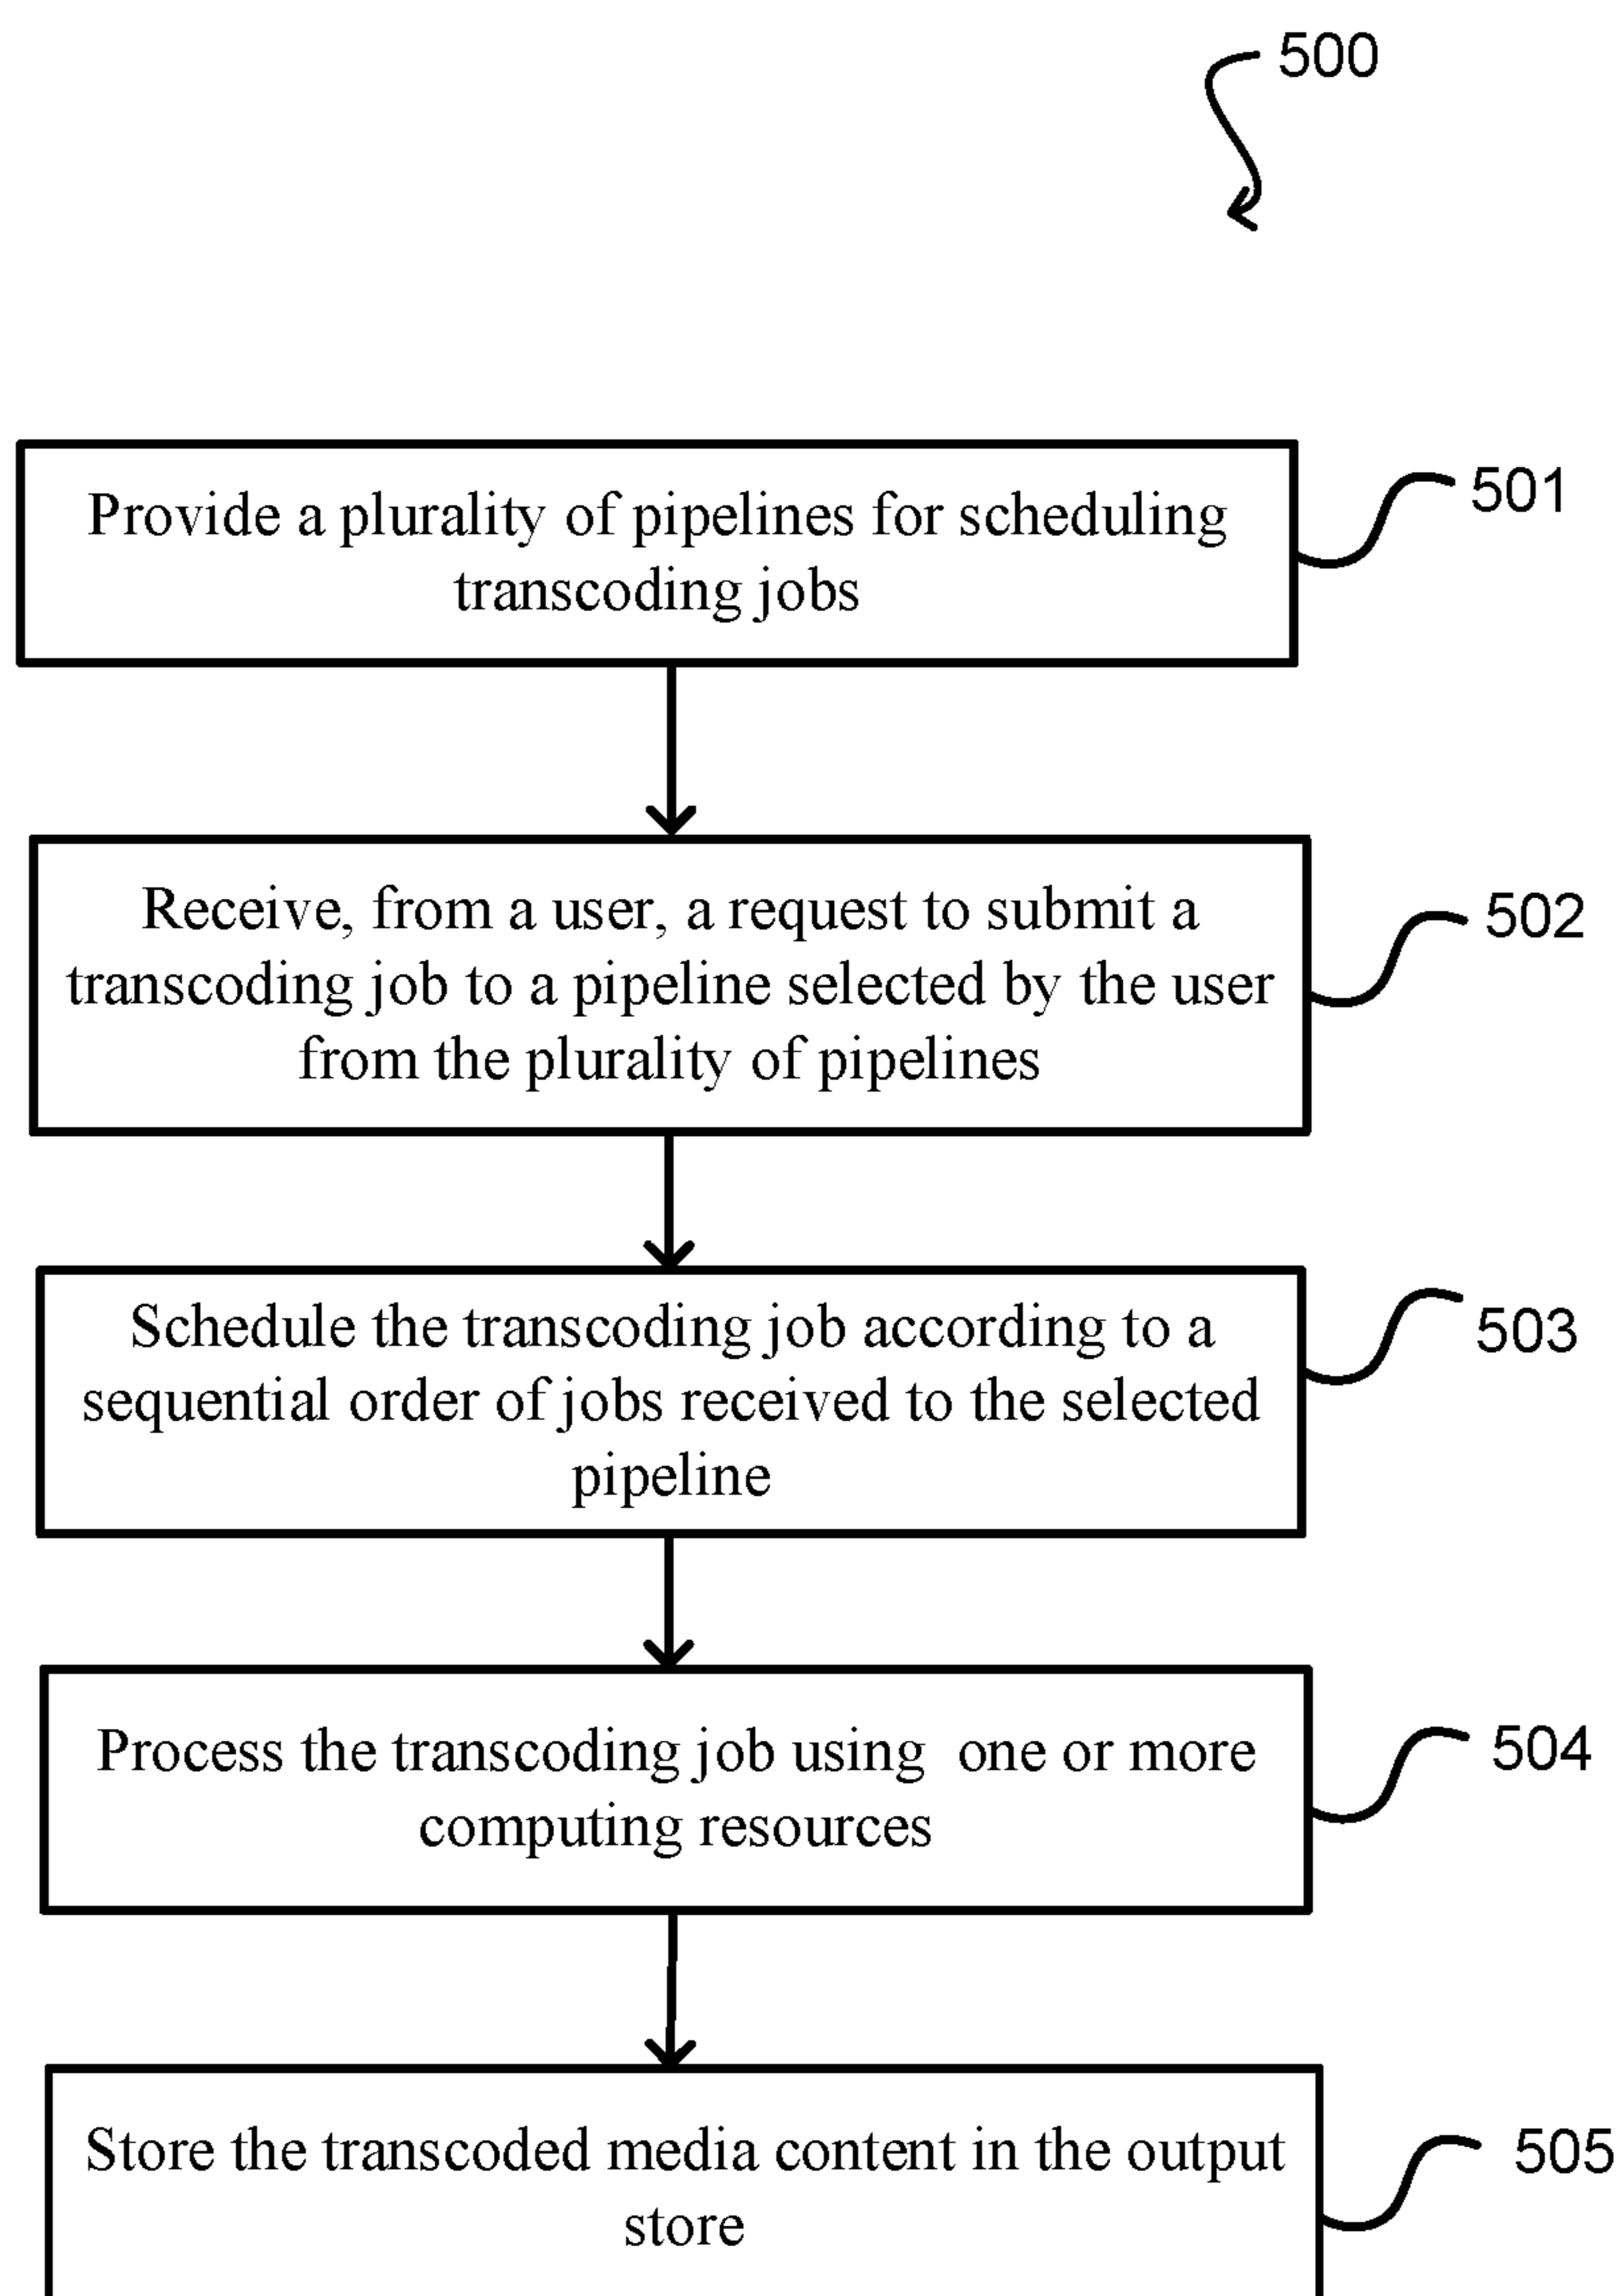 500
Provide a plurality of pipelines for scheduling
transcoding jobs
501
Receive, from a user, a request to submit a
transcoding job to a pipeline selected by the user
from the plurality of pipelines
502
Schedule the transcoding job according to a
sequential order of jobs received to the selected
pipeline
503
Process the transcoding job using  one or more
computing resources
504
Store the transcoded media content in the output
store
505